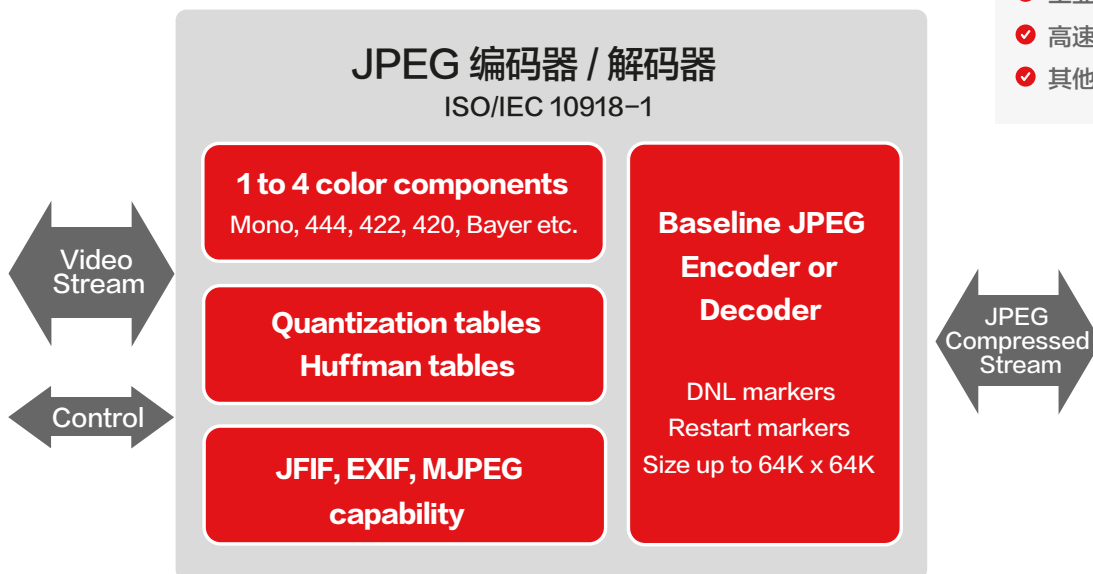 高速
其他
JPEG 编码器 / 解码器
ISO/IEC 10918-1
1 to 4 color components
Mono, 444, 422, 420, Bayer etc.
Quantization tables
Huffman tables
JFIF, EXIF, MJPEG
capability
Baseline JPEG
Encoder or
Decoder
DNL markers
Restart markers
Size up to 64K x 64K
Video
Stream
Control
JPEG
Compressed
Stream